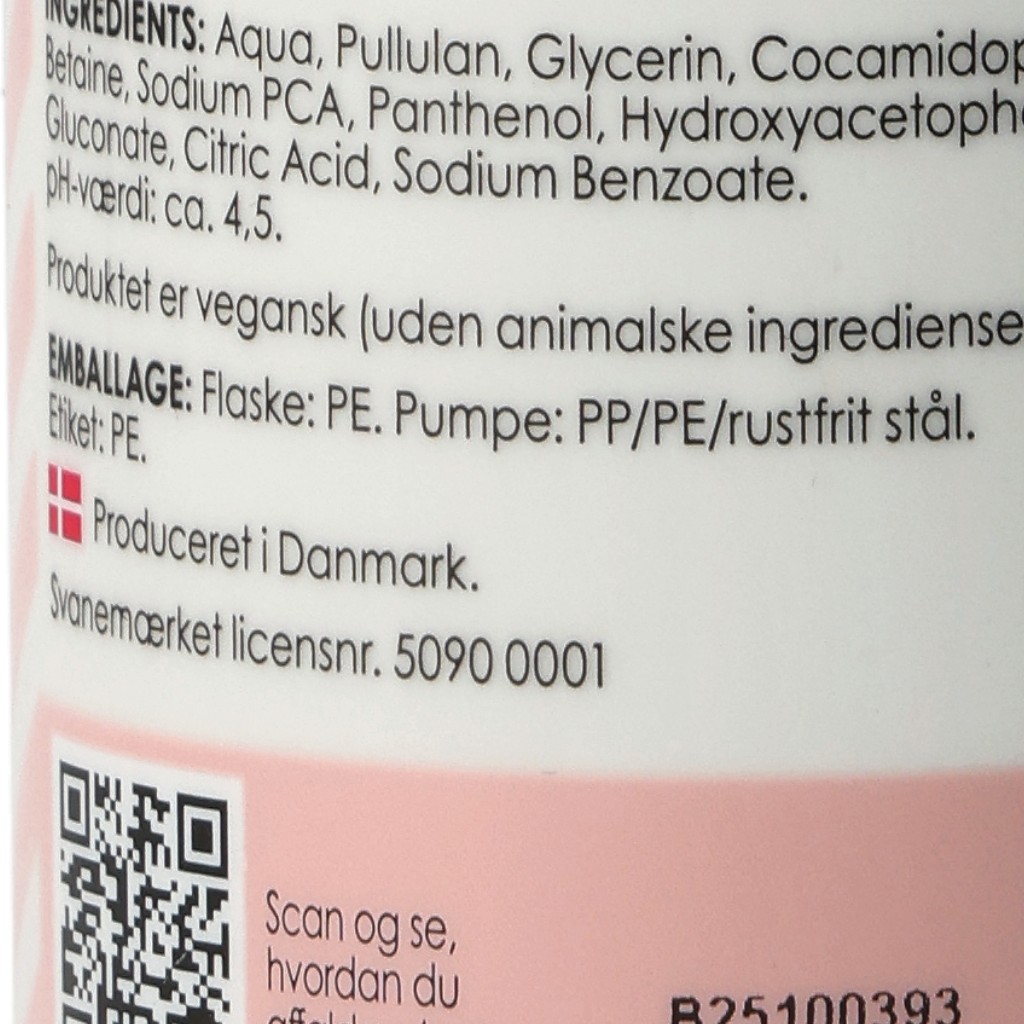 INGREDIENTS: Aqua, Pullulan, Glycerin, Cocamidop
Betaine, Sodium PCA, Panthenol, Hydroxyacetoph
Gluconate, Citric Acid, Sodium Benzoate.
pH-værdi: ca. 4,5.
Produktet er vegansk (uden animalske ingrediense
EMBALLAGE: Flaske: PE. Pumpe: PP/PE/rustfrit stål.
Etiket: PE.
Produceret i Danmark.
Svanemærket licensnr. 5090 0001
Scan og se,
hvordan du
B25100393